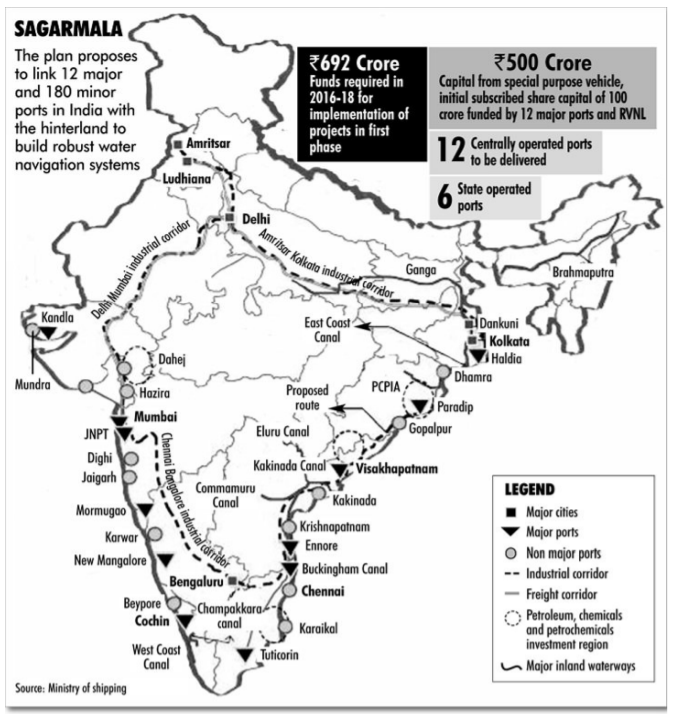 SAGARMALA
The plan proposes
to link 12 major
and 180 minor
ports in India with
the hinterland to
build robust water
navigation systems
₹692 Crore
Funds required in
2016-18 for
implementation of
projects in first
phase
₹500 Crore
Capital from special purpose vehicle,
initial subscribed share capital of 100
crore funded by 12 major ports and RVNL
12 Centrally operated ports
to be delivered
6 State operated
ports
Amritsar
Ludhiana
Delhi
Delhi Mumbai industrial corridor
Amritsar Kolkata industrial corridor
Ganga
Brahmaputra
Kandla
East Coast
Canal
Dankuni
Kolkata
Haldia
Dahej
Mundra
Hazira
Dhamra
PCPIA
Proposed
route
Paradip
Mumbai
JNPT
Gopalpur
Eluru Canal
Chennai Bangalore industrial corridor
Dighi
Kakinada Canal
Visakhapatnam
Jaigarh
Commamuru
Canal
Kakinada
Mormugao
Krishnapatnam
Karwar
Ennore
New Mangalore
Buckingham Canal
Bengaluru
Chennai
Beypore
Champakkara
canal
Cochin
Karaikal
West Coast
Canal
Tuticorin
LEGEND
Major cities
Major ports
Non major ports
Industrial corridor
Freight corridor
Petroleum, chemicals
and petrochemicals
investment region
Major inland waterways
Source: Ministry of shipping